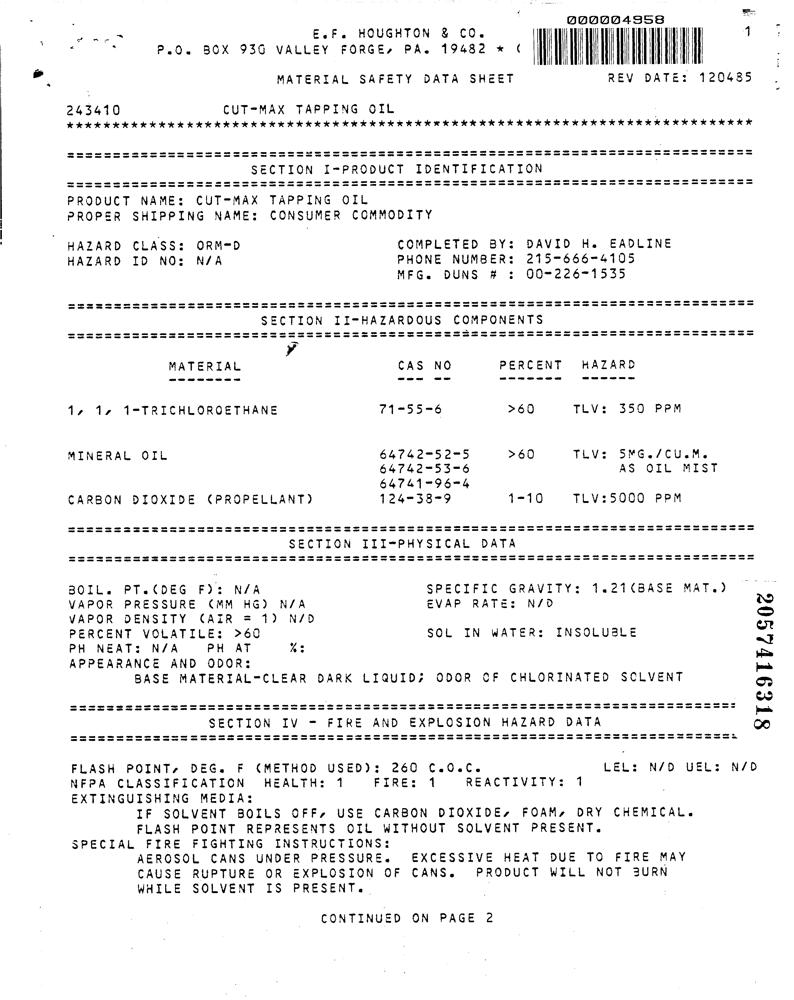 000004958
E.F. HOUGHTON & CO.
1
P.O. BOX 930 VALLEY FORGE, PA. 19482 * (
MATERIAL SAFETY DATA SHEET REV DATE: 120485
243410 CUT-MAX TAPPING OIL
***************************************************************************
===========================================================================
SECTION I-PRODUCT IDENTIFICATION
===========================================================================
PRODUCT NAME: CUT-MAX TAPPING OIL
PROPER SHIPPING NAME: CONSUMER COMMODITY
HAZARD CLASS: ORM-D COMPLETED BY: DAVID H. EADLINE
HAZARD ID NO: N/A PHONE NUMBER: 215-666-4105
MFG. DUNS # : 00-226-1535
===========================================================================
SECTION II-HAZARDOUS COMPONENTS
===========================================================================
MATERIAL CAS NO PERCENT HAZARD
-------- --- -- ------- ------
1, 1, 1-TRICHLOROETHANE 71-55-6 >60 TLV: 350 PPM
MINERAL OIL 64742-52-5 >60 TLV: 5MG./CU.M.
64742-53-6 AS OIL MIST
64741-96-4
CARBON DIOXIDE (PROPELLANT) 124-38-9 1-10 TLV:5000 PPM
===========================================================================
SECTION III-PHYSICAL DATA
===========================================================================
BOIL. PT.(DEG F): N/A SPECIFIC GRAVITY: 1.21(BASE MAT.)
VAPOR PRESSURE (MM HG) N/A EVAP RATE: N/D
VAPOR DENSITY (AIR = 1) N/D
PERCENT VOLATILE: >60 SOL IN WATER: INSOLUBLE
PH NEAT: N/A PH AT %:
APPEARANCE AND ODOR:
BASE MATERIAL-CLEAR DARK LIQUID; ODOR OF CHLORINATED SOLVENT
2057416318
===========================================================================
SECTION IV - FIRE AND EXPLOSION HAZARD DATA
===========================================================================
FLASH POINT, DEG. F (METHOD USED): 260 C.O.C. LEL: N/D UEL: N/D
NFPA CLASSIFICATION HEALTH: 1 FIRE: 1 REACTIVITY: 1
EXTINGUISHING MEDIA:
IF SOLVENT BOILS OFF, USE CARBON DIOXIDE, FOAM, DRY CHEMICAL.
FLASH POINT REPRESENTS OIL WITHOUT SOLVENT PRESENT.
SPECIAL FIRE FIGHTING INSTRUCTIONS:
AEROSOL CANS UNDER PRESSURE. EXCESSIVE HEAT DUE TO FIRE MAY
CAUSE RUPTURE OR EXPLOSION OF CANS. PRODUCT WILL NOT BURN
WHILE SOLVENT IS PRESENT.
CONTINUED ON PAGE 2